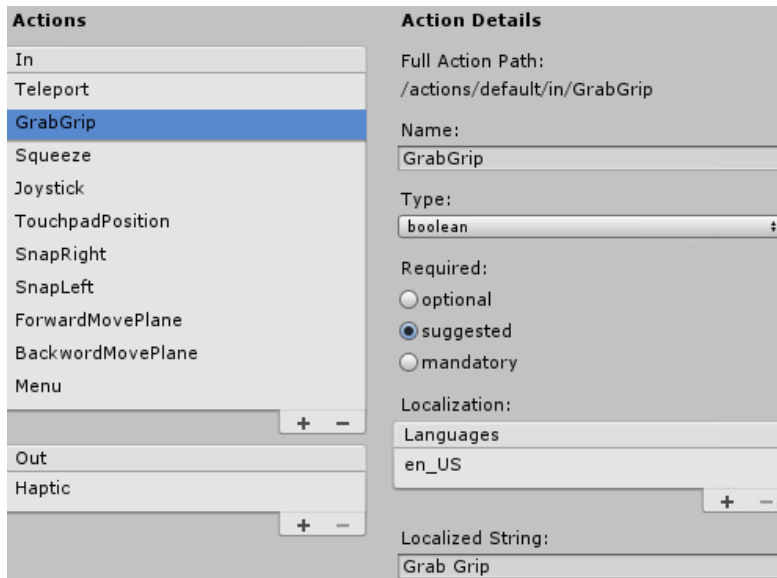 Actions
In
Teleport
GrabGrip
Squeeze
Joystick
TouchpadPosition
SnapRight
SnapLeft
ForwardMovePlane
BackwordMovePlane
Menu
+ −
Out
Haptic
+ −
Action Details
Full Action Path:
/actions/default/in/GrabGrip
Name:
GrabGrip
Type:
boolean
Required:
optional
suggested
mandatory
Localization:
Languages
en_US
+ −
Localized String:
Grab Grip